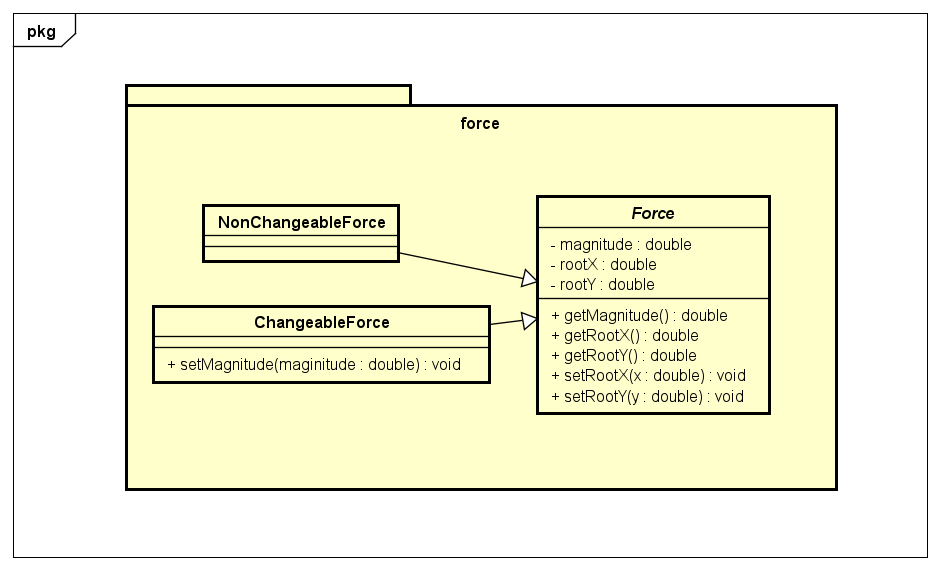 pkg
force
NonChangeableForce
ChangeableForce
+ setMagnitude(maginitude : double) : void
Force
- magnitude : double
- rootX : double
- rootY : double
+ getMagnitude() : double
+ getRootX() : double
+ getRootY() : double
+ setRootX(x : double) : void
+ setRootY(y : double) : void